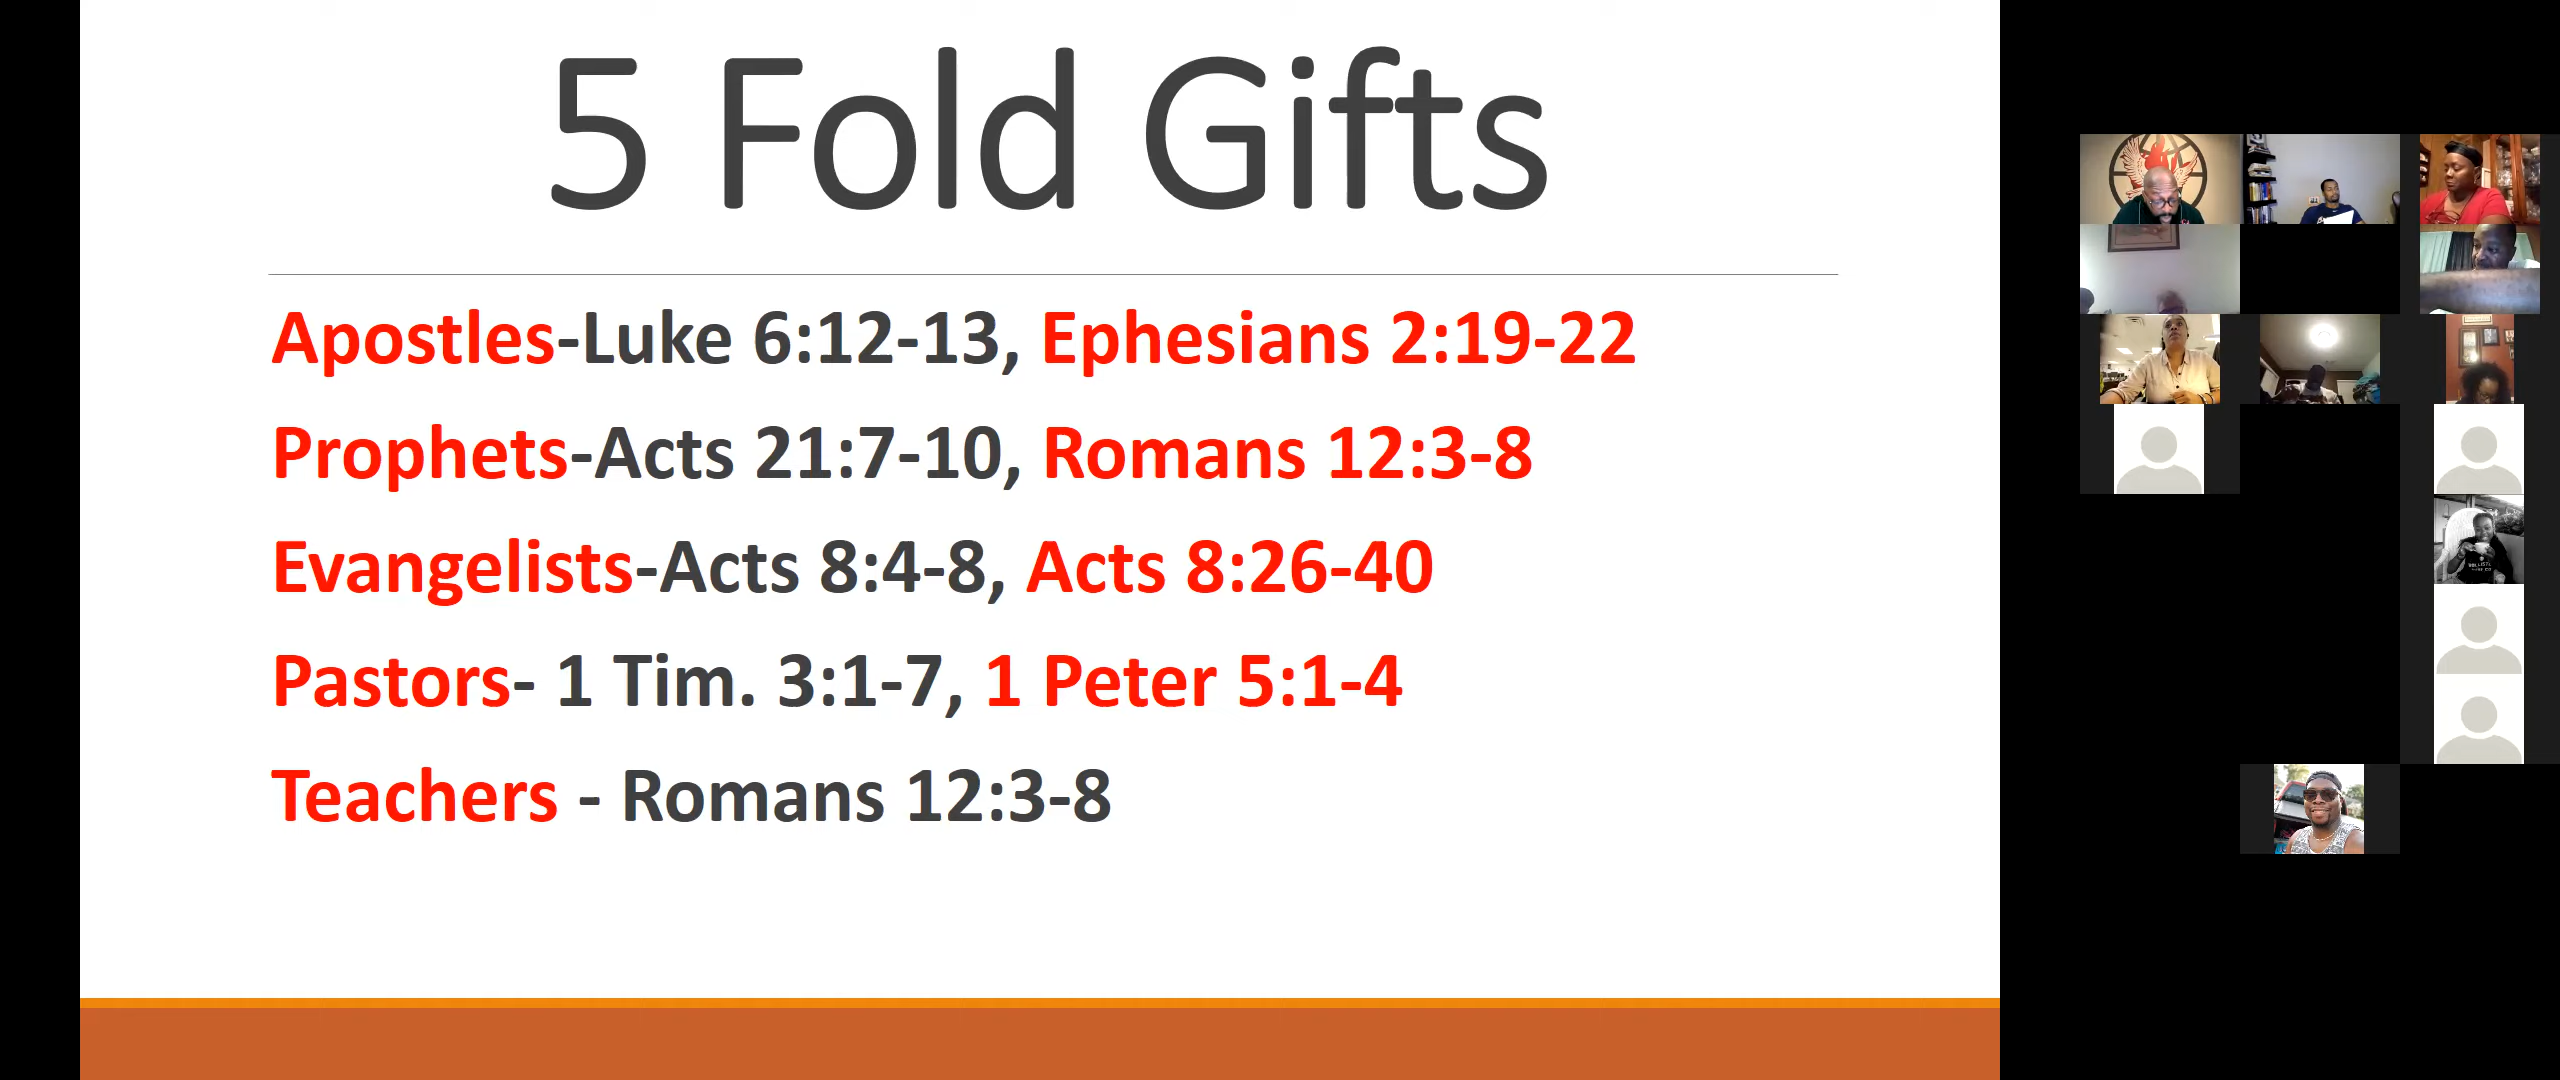 5 Fold Gifts
Apostles-Luke 6:12-13, Ephesians 2:19-22
Prophets-Acts 21:7-10, Romans 12:3-8
Evangelists-Acts 8:4-8, Acts 8:26-40
Pastors- 1 Tim. 3:1-7, 1 Peter 5:1-4
Teachers - Romans 12:3-8